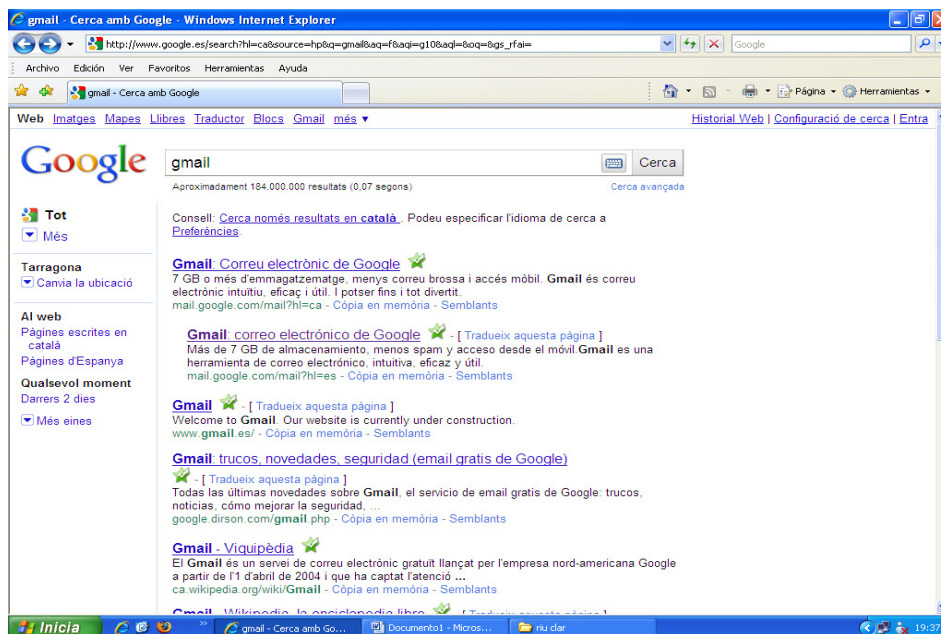 gmail - Cerca amb Google - Windows Internet Explorer
http://www.google.es/search?hl=ca&source=hp&q=gmail&aq=f&aqi=g10&aql=&oq=&gs_rfai=
Google
Archivo Edición Ver Favoritos Herramientas Ayuda
gmail - Cerca amb Google
Página Herramientas
Web Imatges Mapes Llibres Traductor Blocs Gmail més
Historial Web | Configuració de cerca | Entra
Google
gmail
Cerca
Aproximadament 184.000.000 resultats (0,07 segons)
Cerca avançada
Tot
Més
Tarragona
Canvia la ubicació
Al web
Pàgines escrites en
català
Pàgines d'Espanya
Qualsevol moment
Darrers 2 dies
Més eines
Consell: Cerca només resultats en català . Podeu especificar l'idioma de cerca a
Preferències.
Gmail: Correu electrònic de Google
7 GB o més d'emmagatzematge, menys correu brossa i accés mòbil. Gmail és correu
electrònic intuïtiu, eficaç i útil. I potser fins i tot divertit.
mail.google.com/mail?hl=ca - Còpia en memòria - Semblants
Gmail: correo electrónico de Google - [ Tradueix aquesta pàgina ]
Más de 7 GB de almacenamiento, menos spam y acceso desde el móvil.Gmail es una
herramienta de correo electrónico, intuitiva, eficaz y útil.
mail.google.com/mail?hl=es - Còpia en memòria - Semblants
Gmail - [ Tradueix aquesta pàgina ]
Welcome to Gmail. Our website is currently under construction.
www.gmail.es/ - Còpia en memòria - Semblants
Gmail: trucos, novedades, seguridad (email gratis de Google)
- [ Tradueix aquesta pàgina ]
Todas las últimas novedades sobre Gmail, el servicio de email gratis de Google: trucos,
noticias, cómo mejorar la seguridad, ...
google.dirson.com/gmail.php - Còpia en memòria - Semblants
Gmail - Viquipèdia
El Gmail és un servei de correu electrònic gratuït llançat per l'empresa nord-americana Google
a partir de l'1 d'abril de 2004 i que ha captat l'atenció ...
ca.wikipedia.org/wiki/Gmail - Còpia en memòria - Semblants
Gmail - Wikipedia, la enciclopedia libre - [ Tradueix aquesta pàgina ]
Inicio
gmail - Cerca amb Go...
Documento1 - Micros...
riu clar
19:37